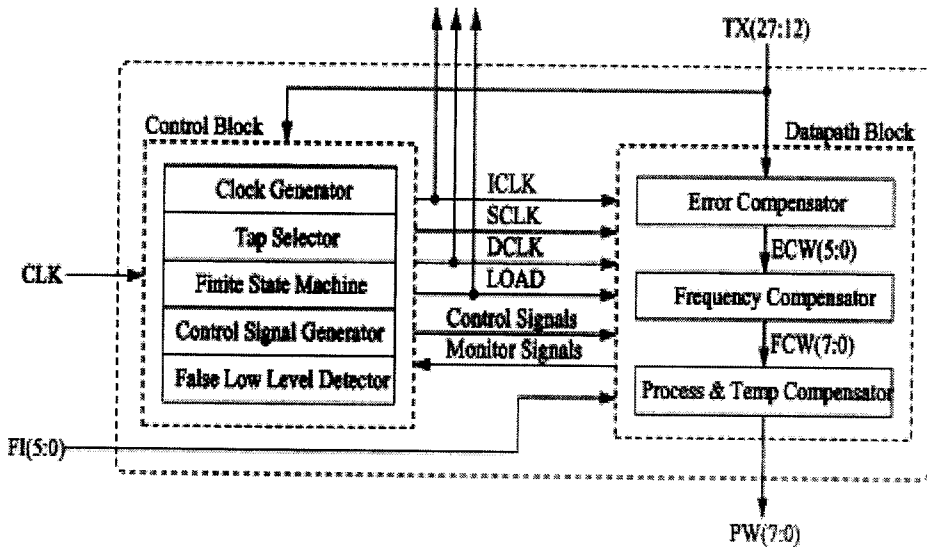 TX(27:12)
Control Block
Datapath Block
Clock Generator
ICLK
Error Compensator
SCLK
Tap Selector
DCLK
ECW(5:0)
CLK
Finite State Machine
LOAD
Frequency Compensator
Control Signal Generator
Control Signals
FCW(7:0)
Monitor Signals
False Low Level Detector
Process & Temp Compensator
FI(5:0)
PW(7:0)